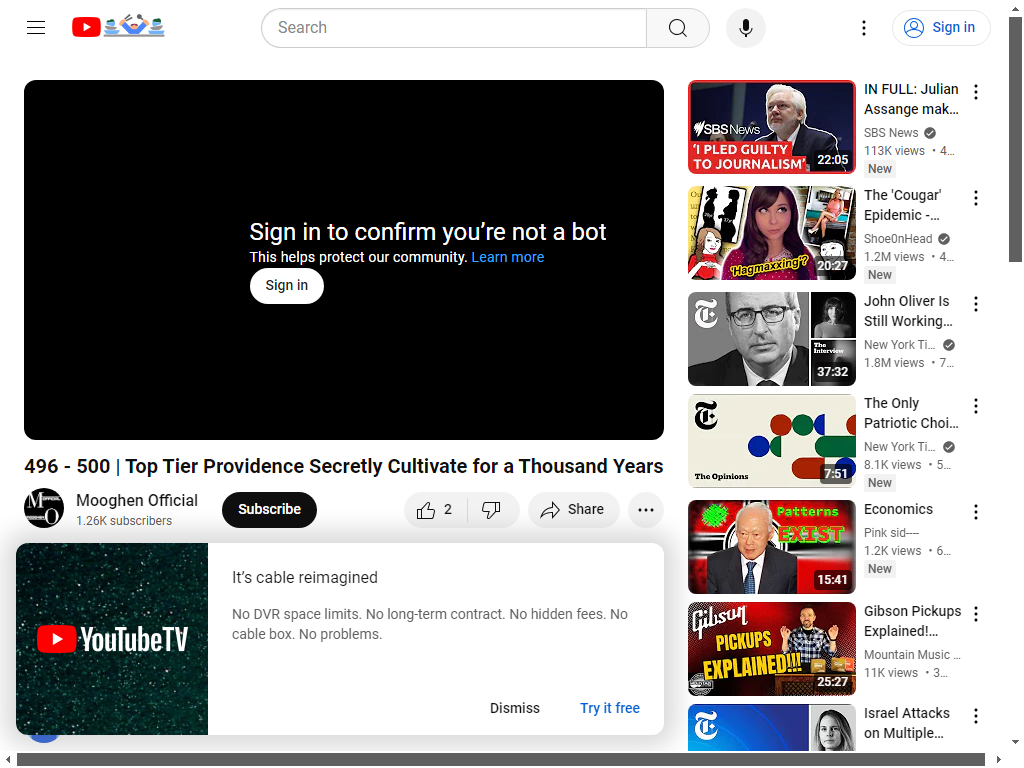 Search
Sign in
Sign in to confirm you’re not a bot
This helps protect our community. Learn more
Sign in
496 - 500 | Top Tier Providence Secretly Cultivate for a Thousand Years
Mooghen Official
1.26K subscribers
Subscribe
2
Share
It’s cable reimagined
No DVR space limits. No long-term contract. No hidden fees. No
cable box. No problems.
YouTubeTV
Dismiss
Try it free
SBS News
‘I PLED GUILTY
TO JOURNALISM’
22:05
IN FULL: Julian
Assange mak...
SBS News
113K views • 4...
New
'Hagmaxxing'?
20:27
The 'Cougar'
Epidemic -...
Shoe0nHead
1.2M views • 4...
New
The
Interview
37:32
John Oliver Is
Still Working...
New York Ti...
1.8M views • 7...
The Opinions
7:51
The Only
Patriotic Choi...
New York Ti...
8.1K views • 5...
New
Patterns
EXIST
15:41
Economics
Pink sid----
1.2K views • 6...
New
Gibson
PICKUPS
EXPLAINED!!!
25:27
Gibson Pickups
Explained!...
Mountain Music ...
11K views • 3...
Israel Attacks
on Multiple...